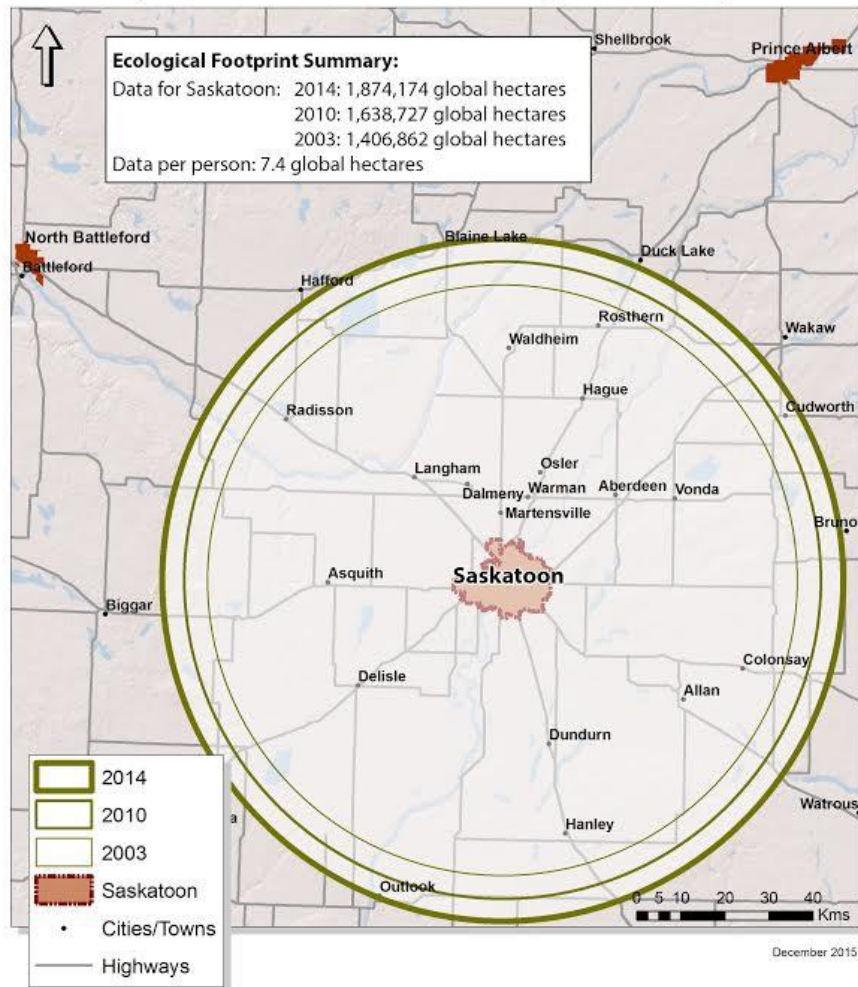 Shellbrook
Prince Albert
Ecological Footprint Summary:
Data for Saskatoon: 2014: 1,874,174 global hectares
2010: 1,638,727 global hectares
2003: 1,406,862 global hectares
Data per person: 7.4 global hectares
North Battleford
Battleford
Blaine Lake
Duck Lake
Hafford
Rosthern
Waldheim
Wakaw
Hague
Radisson
Cudworth
Langham
Osler
Dalmeny
Warman
Aberdeen
Vonda
Martensville
Bruno
Saskatoon
Asquith
Biggar
Colonsay
Delisle
Allan
Dundurn
Watrous
Hanley
Outlook
2014
2010
a
2003
Saskatoon
Cities/Towns
Highways
0 5 10 20 30 40
Kms
December 2015